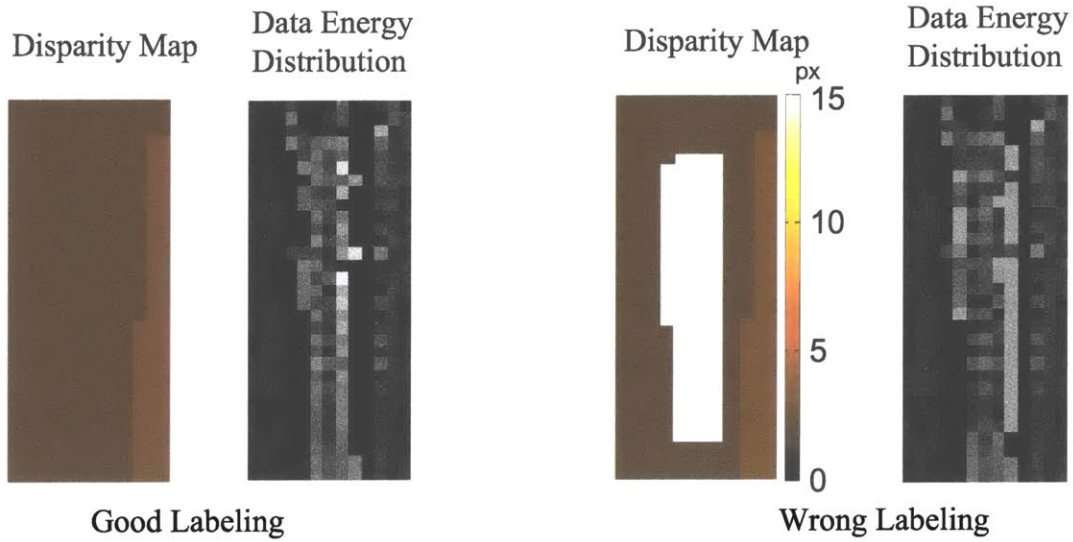 Disparity Map
Data Energy
Distribution
Disparity Map
px
15
10
5
0
Data Energy
Distribution
Good Labeling
Wrong Labeling